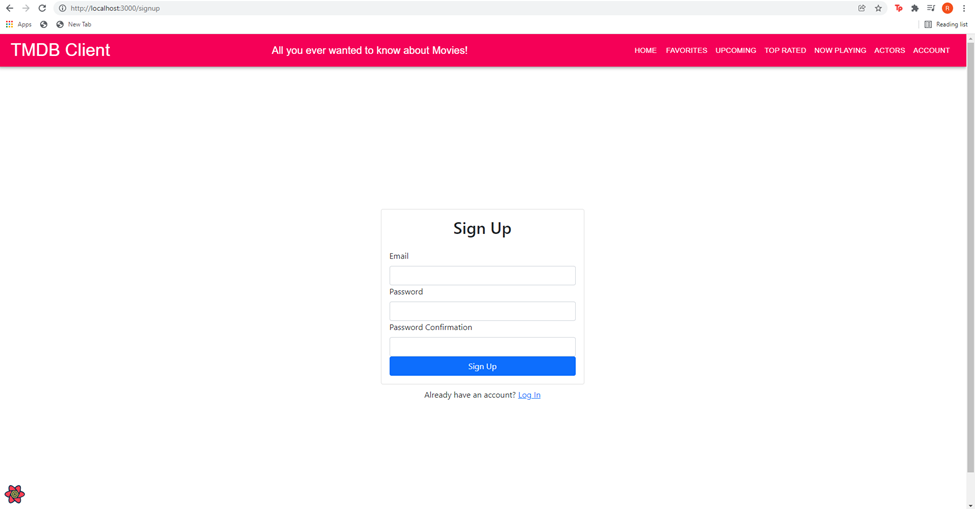 http://localhost:3000/signup
R
Apps
New Tab
Reading list
TMDB Client
All you ever wanted to know about Movies!
HOME FAVORITES UPCOMING TOP RATED NOW PLAYING ACTORS ACCOUNT
Sign Up
Email
Password
Password Confirmation
Sign Up
Already have an account? Log In